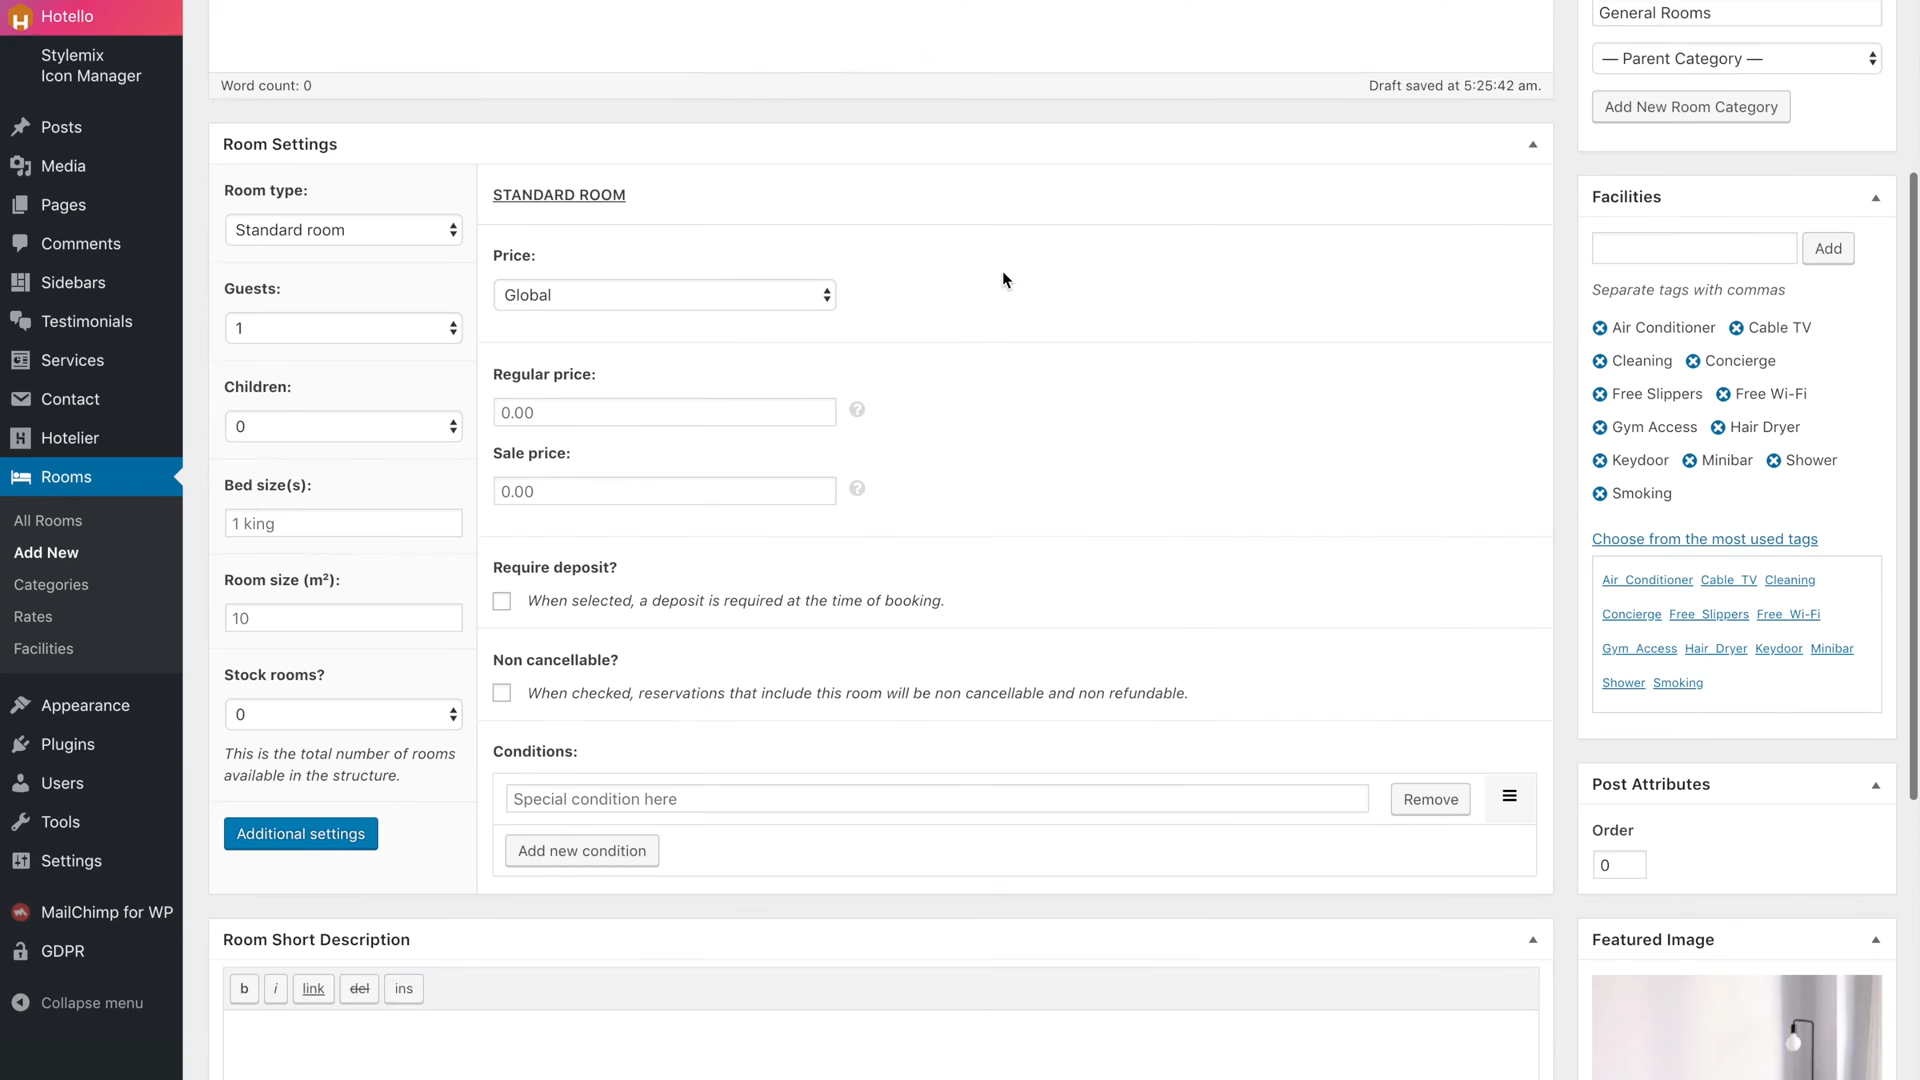 Hotello
Stylemix
Icon Manager
Posts
Media
Pages
Comments
Sidebars
Testimonials
Services
Contact
Hotelier
Rooms
All Rooms
Add New
Categories
Rates
Facilities
Appearance
Plugins
Users
Tools
Settings
MailChimp for WP
GDPR
Collapse menu
Word count: 0
Draft saved at 5:25:42 am.
Room Settings
Room type:
Standard room
Guests:
1
Children:
0
Bed size(s):
1 king
Room size (m²):
10
Stock rooms?
0
This is the total number of rooms
available in the structure.
Additional settings
STANDARD ROOM
Price:
Global
Regular price:
0.00
?
Sale price:
0.00
?
Require deposit?
When selected, a deposit is required at the time of booking.
Non cancellable?
When checked, reservations that include this room will be non cancellable and non refundable.
Conditions:
Special condition here
Remove
Add new condition
Room Short Description
b i link del ins
General Rooms
— Parent Category —
Add New Room Category
Facilities
Add
Separate tags with commas
Air Conditioner Cable TV
Cleaning Concierge
Free Slippers Free Wi-Fi
Gym Access Hair Dryer
Keydoor Minibar Shower
Smoking
Choose from the most used tags
Air Conditioner Cable TV Cleaning
Concierge Free Slippers Free Wi-Fi
Gym Access Hair Dryer Keydoor Minibar
Shower Smoking
Post Attributes
Order
0
Featured Image